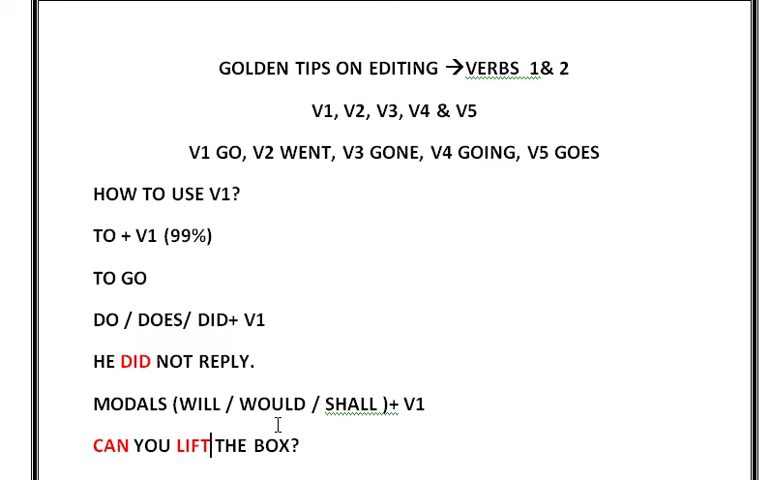 GOLDEN TIPS ON EDITING →VERBS 1& 2
V1, V2, V3, V4 & V5
V1 GO, V2 WENT, V3 GONE, V4 GOING, V5 GOES
HOW TO USE V1?
TO + V1 (99%)
TO GO
DO / DOES/ DID+ V1
HE DID NOT REPLY.
MODALS (WILL / WOULD / SHALL )+ V1
CAN YOU LIFT THE BOX?